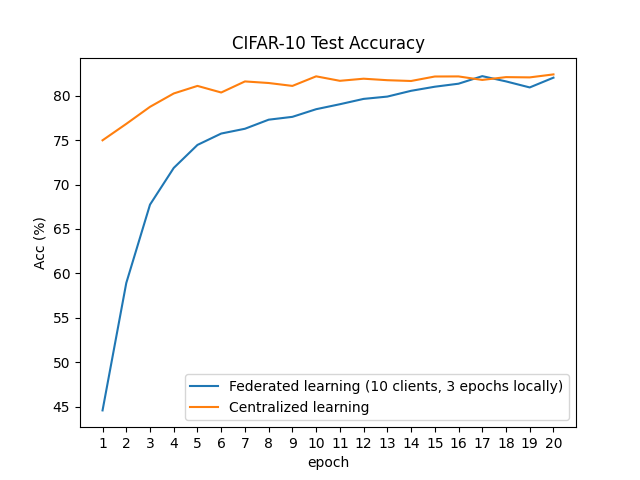 CIFAR-10 Test Accuracy
Acc (%)
80
75
70
65
60
55
50
45
Federated learning (10 clients, 3 epochs locally)
Centralized learning
1 2 3 4 5 6 7 8 9 10 11 12 13 14 15 16 17 18 19 20
epoch